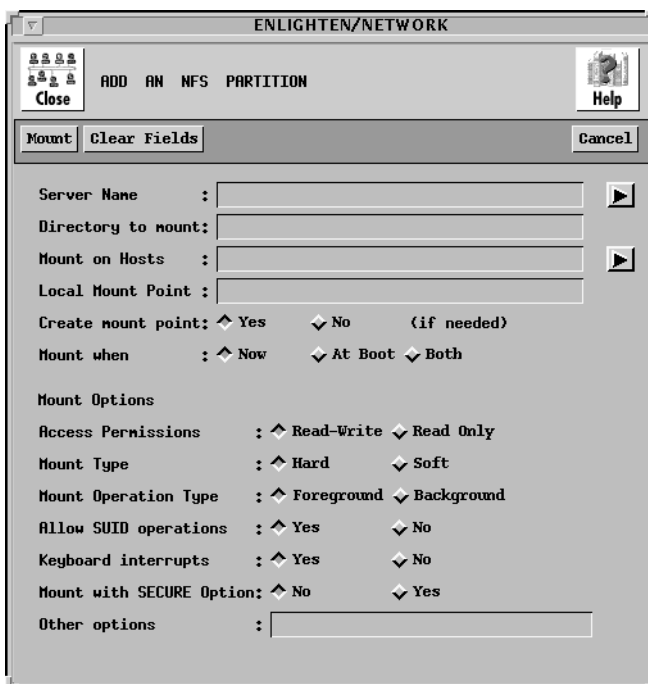 ENLIGHTEN/NETWORK
Close
ADD AN NFS PARTITION
Help
Mount
Clear Fields
Cancel
Server Name :
Directory to mount:
Mount on Hosts :
Local Mount Point :
Create mount point: Yes No (if needed)
Mount when : Now At Boot Both
Mount Options
Access Permissions : Read-Write Read Only
Mount Type : Hard Soft
Mount Operation Type : Foreground Background
Allow SUID operations : Yes No
Keyboard interrupts : Yes No
Mount with SECURE Option: No Yes
Other options :